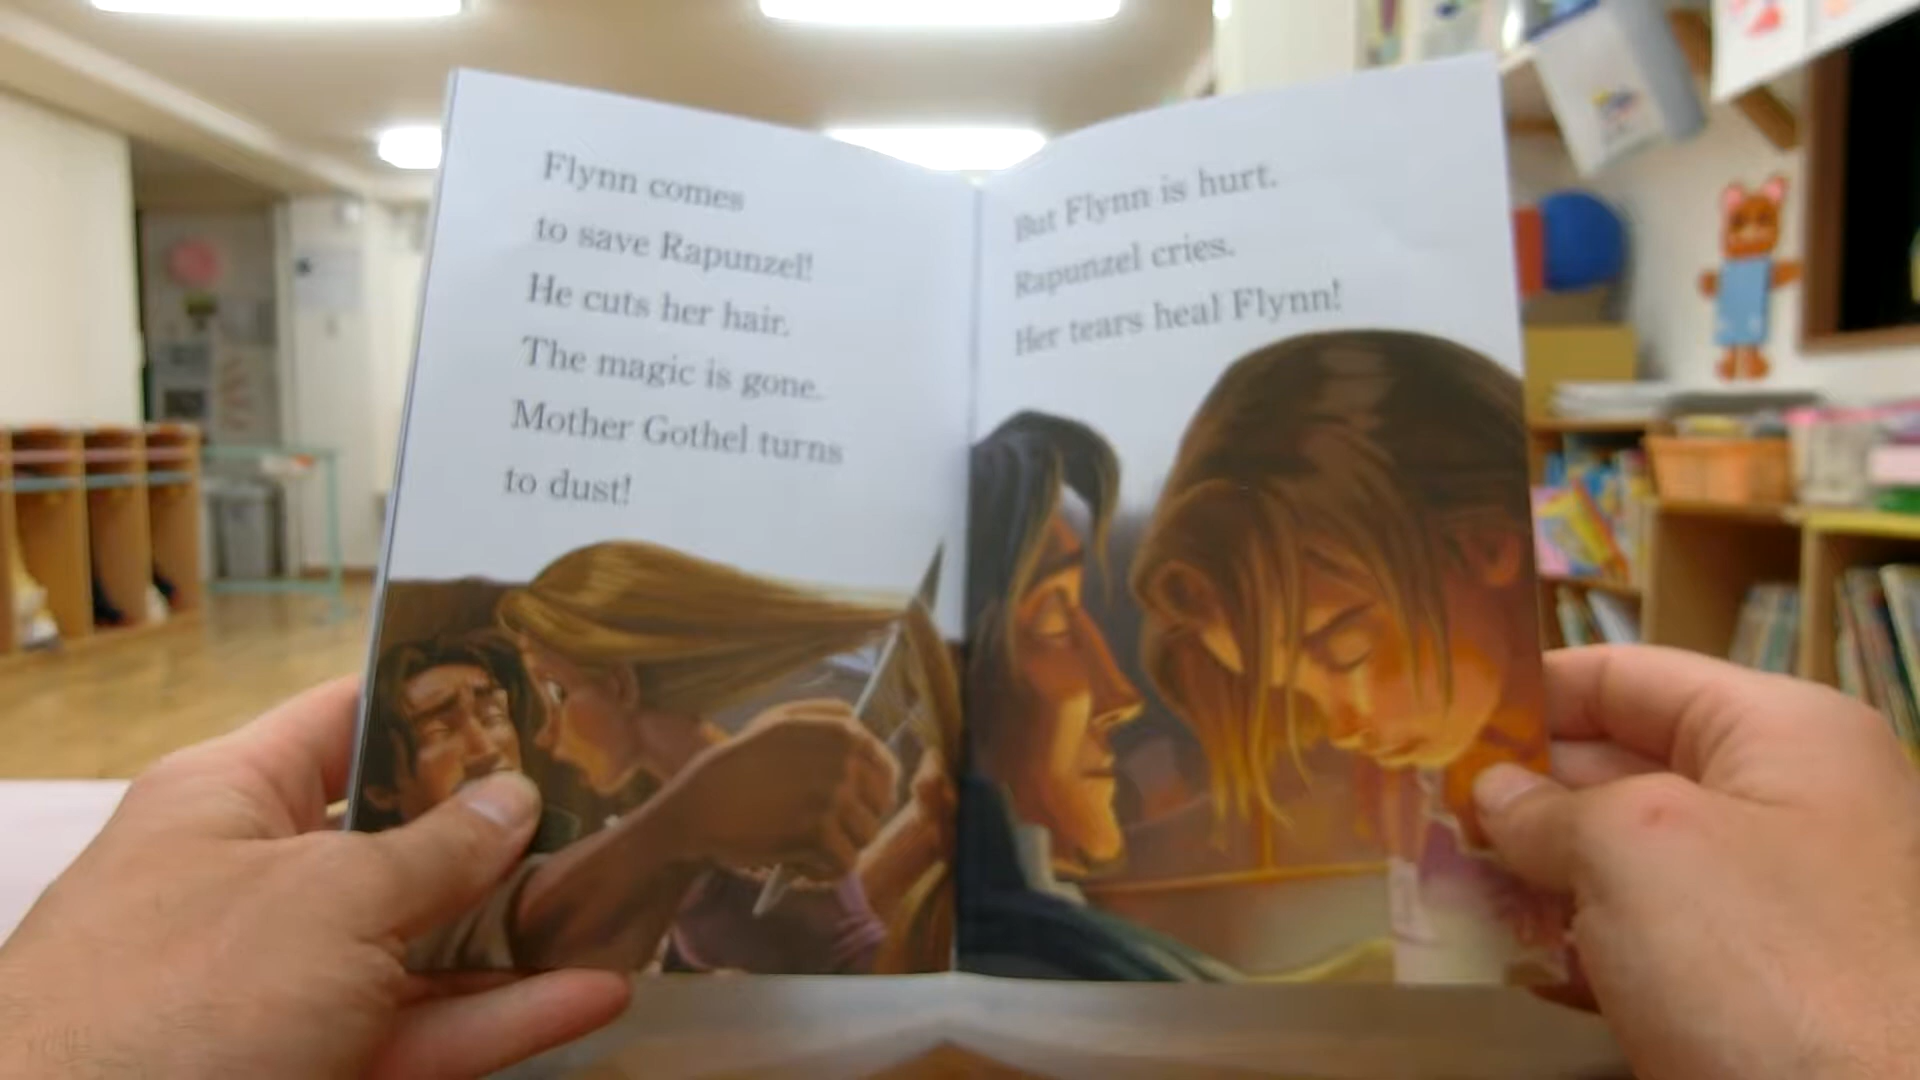 Flynn comes
to save Rapunzel!
He cuts her hair.
The magic is gone.
Mother Gothel turns
to dust!
But Flynn is hurt.
Rapunzel cries.
Her tears heal Flynn!